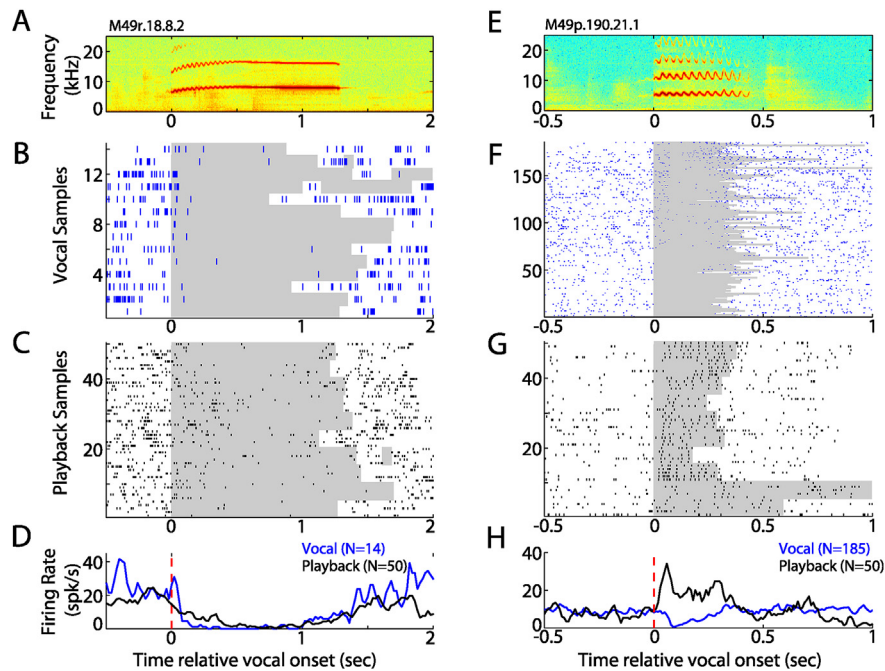 A
M49r.18.8.2
Frequency
(kHz)
20
10
0
0
1
2
B
Vocal Samples
12
8
4
0
1
2
C
Playback Samples
40
20
0
1
2
D
Vocal (N=14)
Playback (N=50)
Firing Rate
(spk/s)
40
20
0
0
1
2
Time relative vocal onset (sec)
E
M49p.190.21.1
20
10
0
-0.5
0
0.5
1
F
150
100
50
-0.5
0
0.5
1
G
40
20
-0.5
0
0.5
1
H
Vocal (N=185)
Playback (N=50)
40
20
0
-0.5
0
0.5
1
Time relative vocal onset (sec)